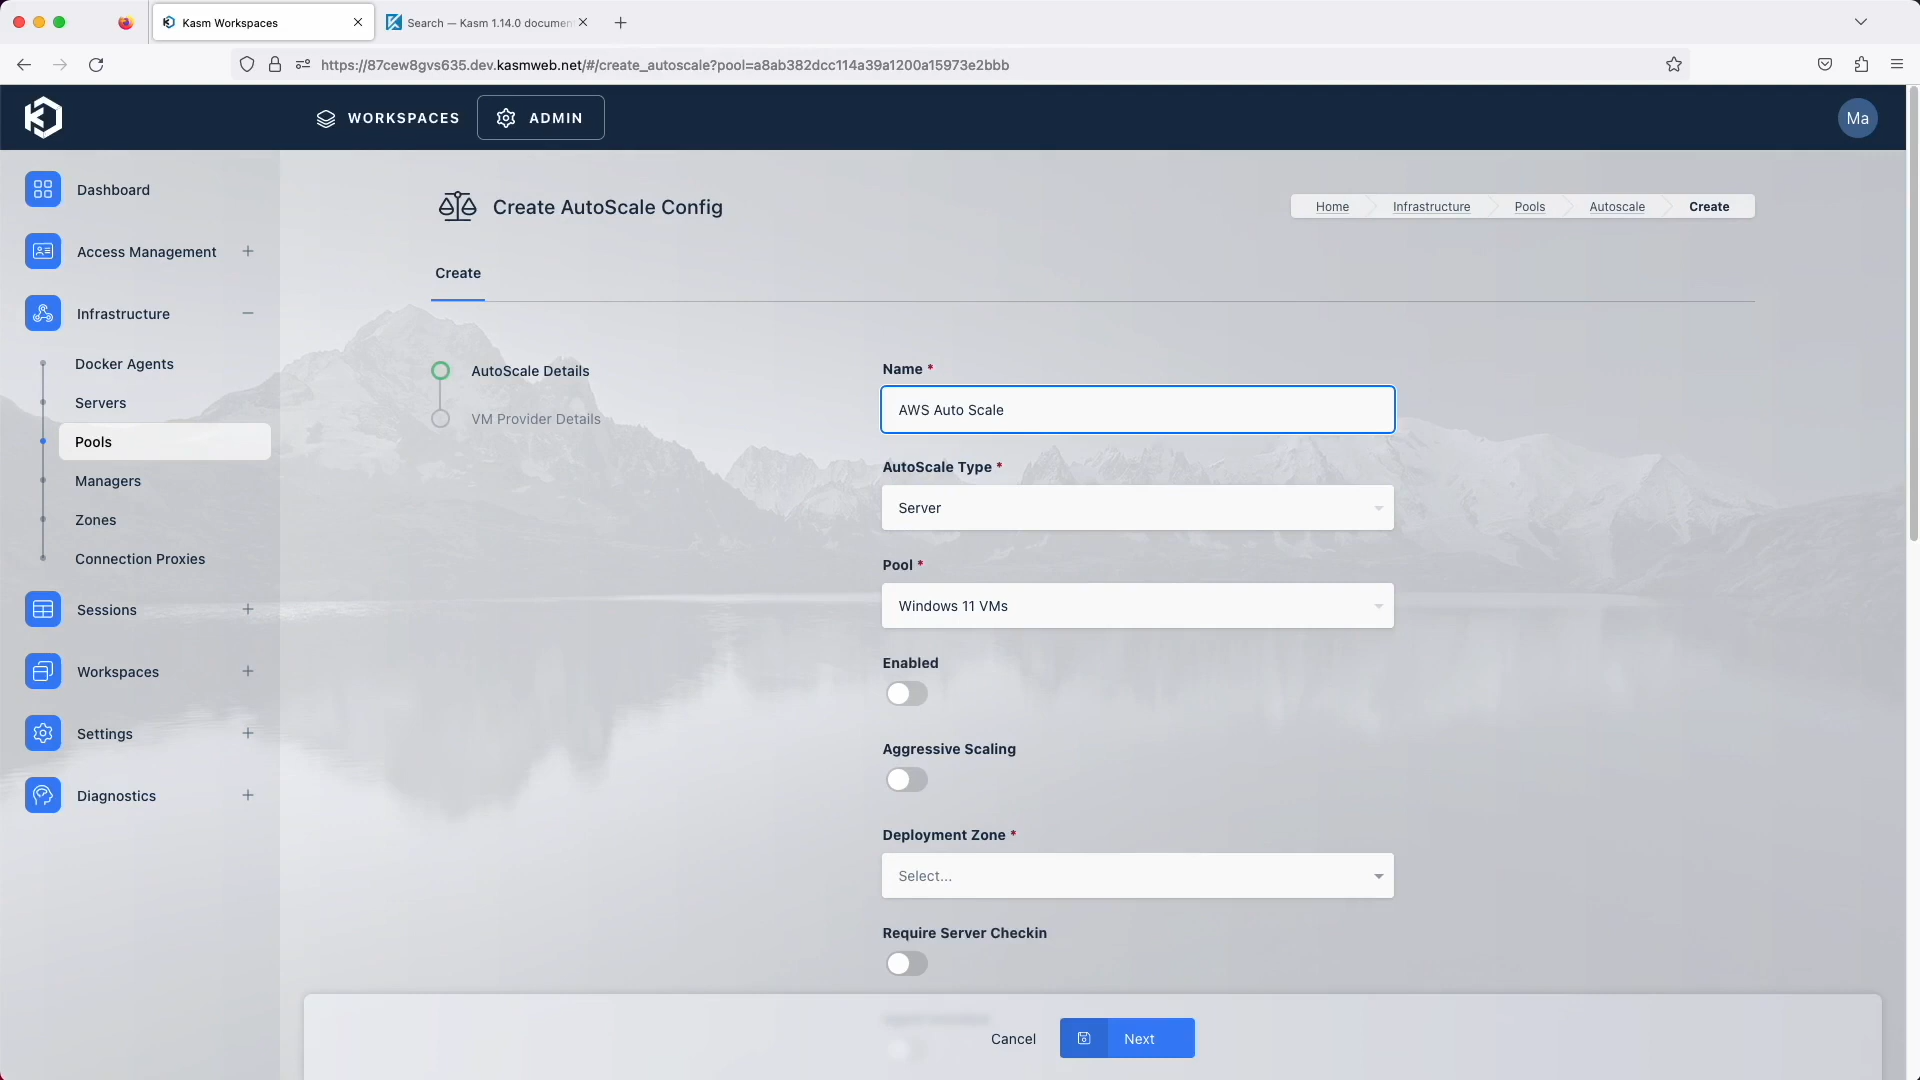 Kasm Workspaces
Search — Kasm 1.14.0 documen
https://87cew8gvs635.dev.kasmweb.net/#/create_autoscale?pool=a8ab382dcc114a39a1200a15973e2bbb
WORKSPACES
ADMIN
Ma
Dashboard
Access Management
Infrastructure
Docker Agents
Servers
Pools
Managers
Zones
Connection Proxies
Sessions
Workspaces
Settings
Diagnostics
Create AutoScale Config
Home
Infrastructure
Pools
Autoscale
Create
Create
AutoScale Details
VM Provider Details
Name *
AWS Auto Scale
AutoScale Type *
Server
Pool *
Windows 11 VMs
Enabled
Aggressive Scaling
Deployment Zone *
Select...
Require Server Checkin
Cancel
Next